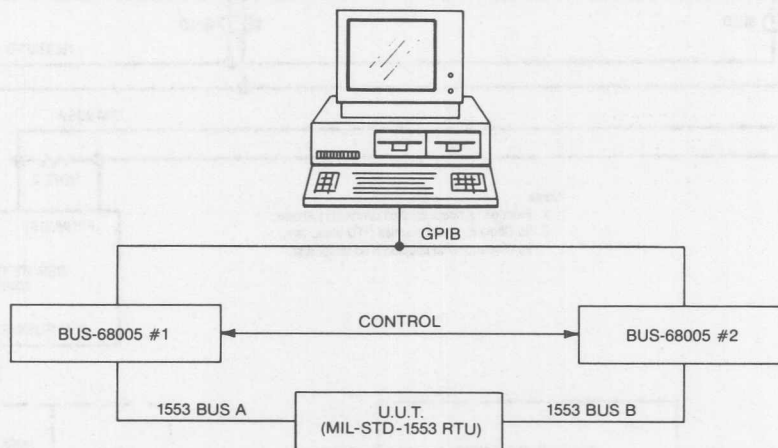 GPIB
BUS-68005 #1
CONTROL
BUS-68005 #2
1553 BUS A
U.U.T.
(MIL-STD-1553 RTU)
1553 BUS B